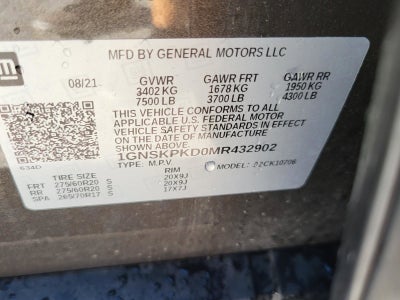 gm
MFD BY GENERAL MOTORS LLC
08/21 GVWR GAWR FRT GAWR RR
3402 KG 1678 KG 1950 KG
7500 LB 3700 LB 4300 LB
THIS VEHICLE CONFORMS TO ALL
APPLICABLE U.S. FEDERAL MOTOR
VEHICLE SAFETY STANDARDS IN EFFECT
ON THE DATE OF MANUFACTURE
SHOWN ABOVE.
1GNSKPKD0MR432902
TYPE: M.P.V. MODEL:
634D
TIRE SIZE RIM
FRT 275/60R20 S 20X9J
RR 275/60R20 S 20X9J
SPA 265/70R17 S 17X7J